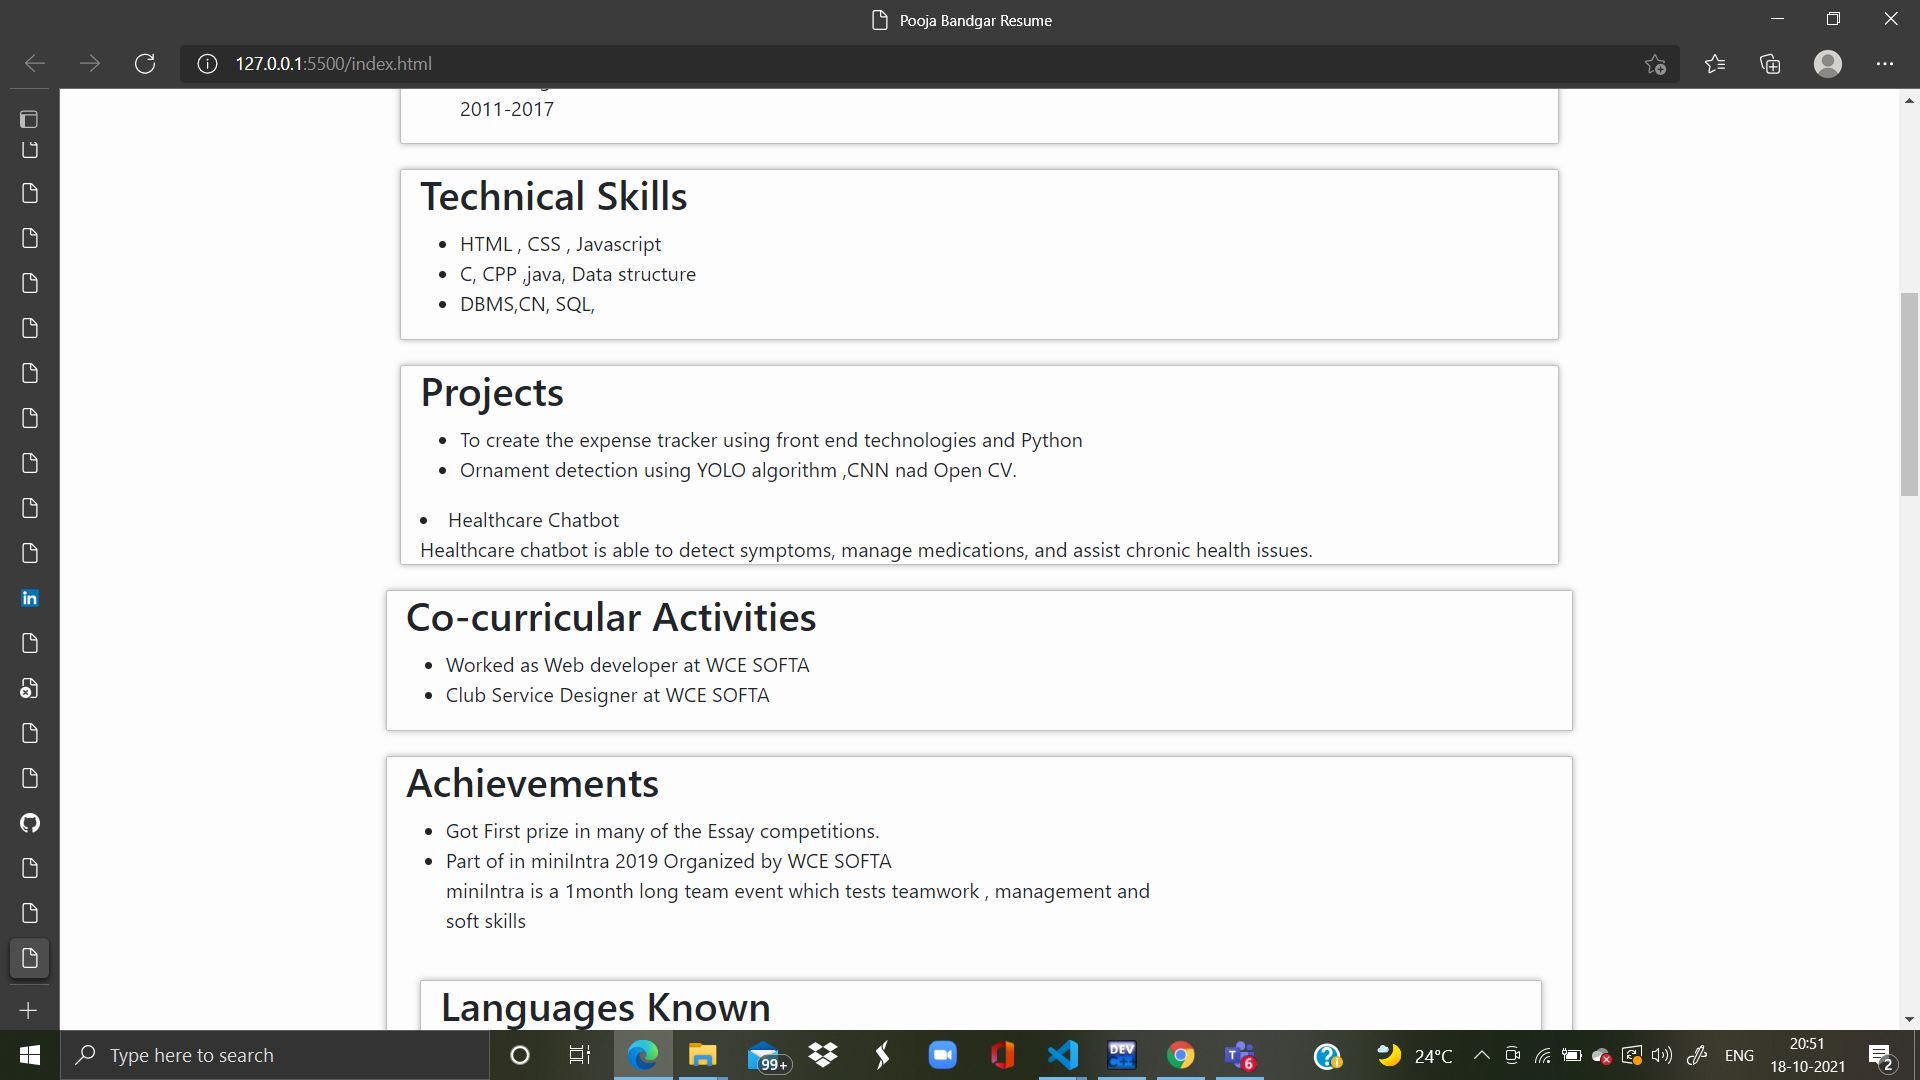 Pooja Bandgar Resume
127.0.0.1:5500/index.html
2011-2017
Technical Skills
HTML , CSS , Javascript
C, CPP ,java, Data structure
DBMS,CN, SQL,
Projects
To create the expense tracker using front end technologies and Python
Ornament detection using YOLO algorithm ,CNN nad Open CV.
Healthcare Chatbot
Healthcare chatbot is able to detect symptoms, manage medications, and assist chronic health issues.
Co-curricular Activities
Worked as Web developer at WCE SOFTA
Club Service Designer at WCE SOFTA
Achievements
Got First prize in many of the Essay competitions.
Part of in miniIntra 2019 Organized by WCE SOFTA
miniIntra is a 1month long team event which tests teamwork , management and
soft skills
Languages Known
Type here to search
99+
DEV
C++
6
24°C
ENG
20:51
18-10-2021
2